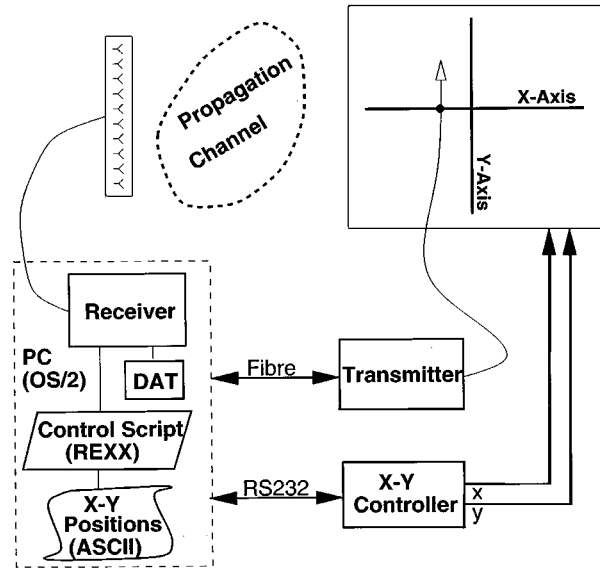 Propagation
Channel
X-Axis
Y-Axis
Receiver
PC
(OS/2)
DAT
Fibre
Transmitter
Control Script
(REXX)
X-Y
Positions
(ASCII)
RS232
X-Y
Controller
x
y